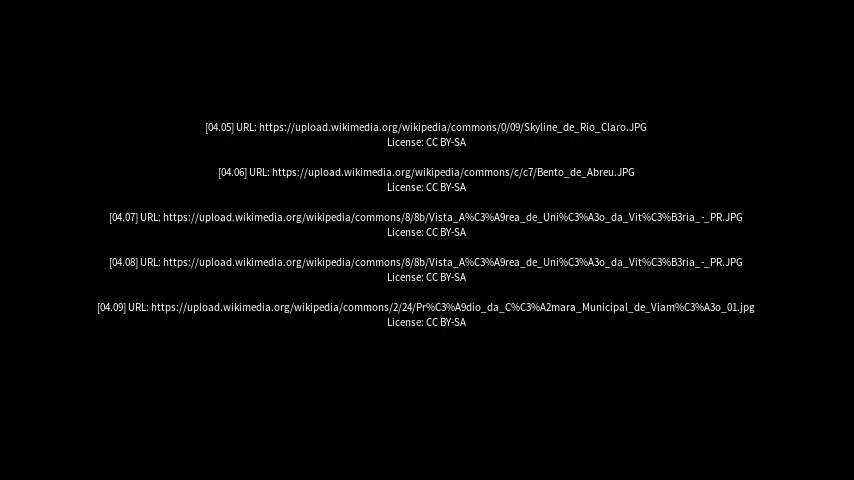 [04.05] URL: https://upload.wikimedia.org/wikipedia/commons/0/09/Skyline_de_Rio_Claro.JPG
License: CC BY-SA
[04.06] URL: https://upload.wikimedia.org/wikipedia/commons/c/c7/Bento_de_Abreu.JPG
License: CC BY-SA
[04.07] URL: https://upload.wikimedia.org/wikipedia/commons/8/8b/Vista_A%C3%A9rea_de_Uni%C3%A3o_da_Vit%C3%B3ria_-_PR.JPG
License: CC BY-SA
[04.08] URL: https://upload.wikimedia.org/wikipedia/commons/8/8b/Vista_A%C3%A9rea_de_Uni%C3%A3o_da_Vit%C3%B3ria_-_PR.JPG
License: CC BY-SA
[04.09] URL: https://upload.wikimedia.org/wikipedia/commons/2/24/Pr%C3%A9dio_da_C%C3%A2mara_Municipal_de_Viam%C3%A3o_01.jpg
License: CC BY-SA